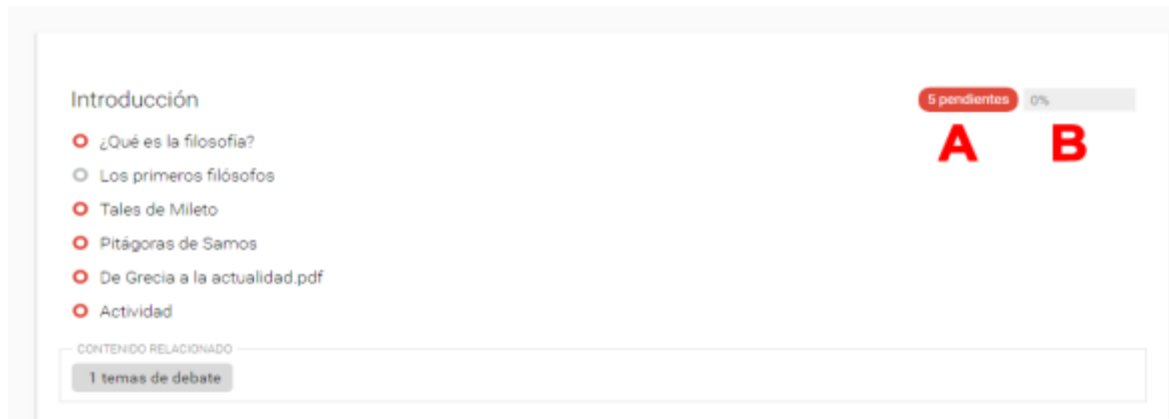 Introducción 5 pendientes 0%
A B
¿Qué es la filosofía?
Los primeros filósofos
Tales de Mileto
Pitágoras de Samos
De Grecia a la actualidad.pdf
Actividad
CONTENIDO RELACIONADO
1 temas de debate